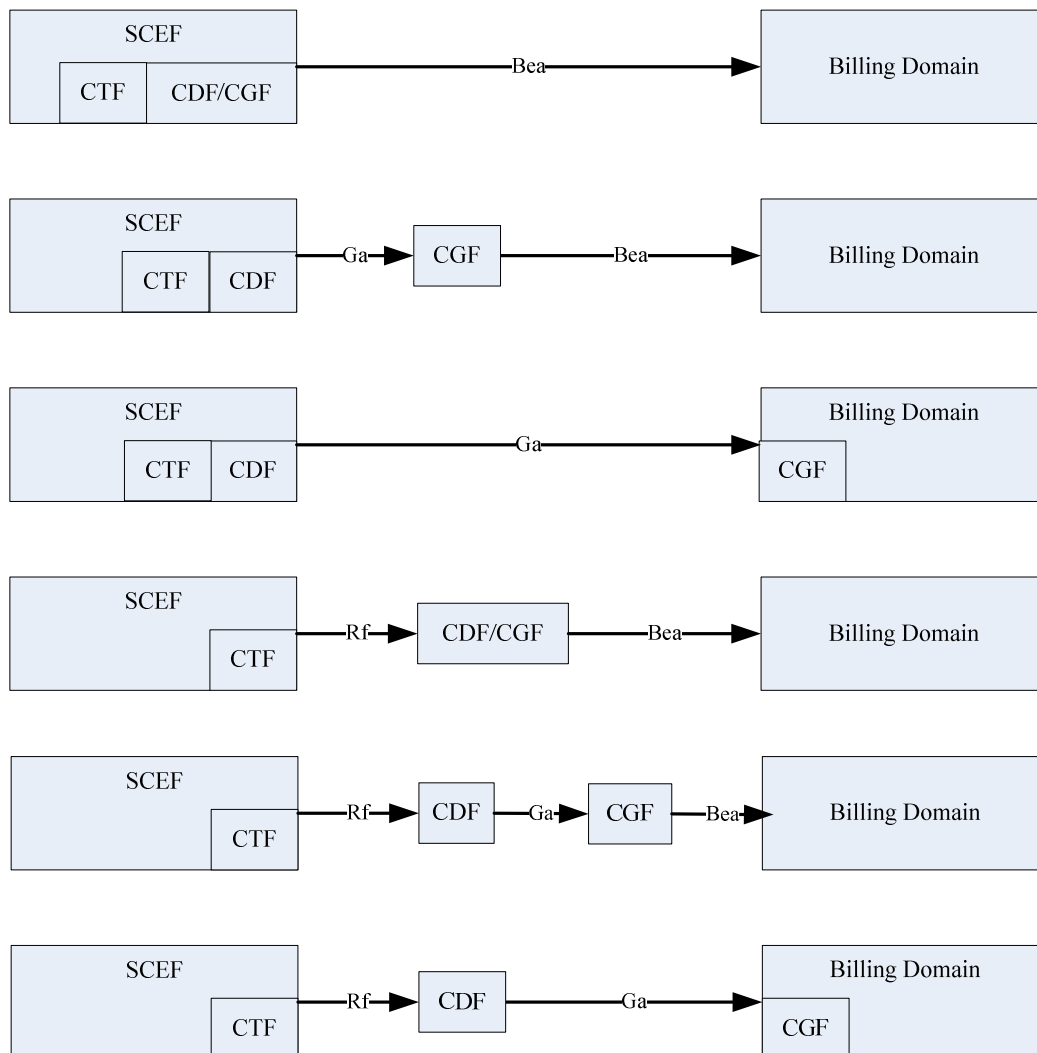 SCEF
CTF
CDF/CGF
Bea
Billing Domain
SCEF
CTF
CDF
Ga
CGF
Bea
Billing Domain
SCEF
CTF
CDF
Ga
Billing Domain
CGF
SCEF
CTF
Rf
CDF/CGF
Bea
Billing Domain
SCEF
CTF
Rf
CDF
Ga
CGF
Bea
Billing Domain
SCEF
CTF
Rf
CDF
Ga
Billing Domain
CGF